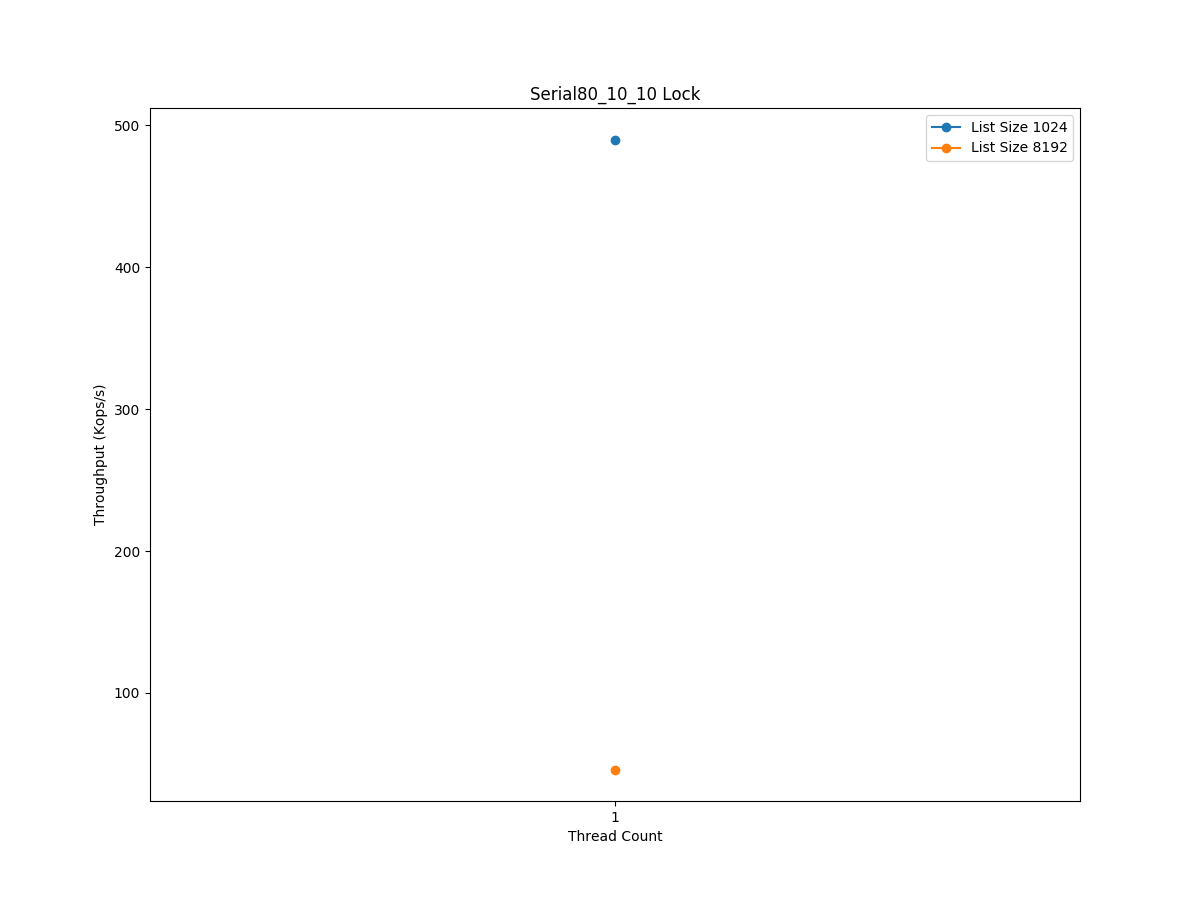 Serial80_10_10 Lock
List Size 1024
List Size 8192
500
400
300
200
100
Throughput (Kops/s)
1
Thread Count